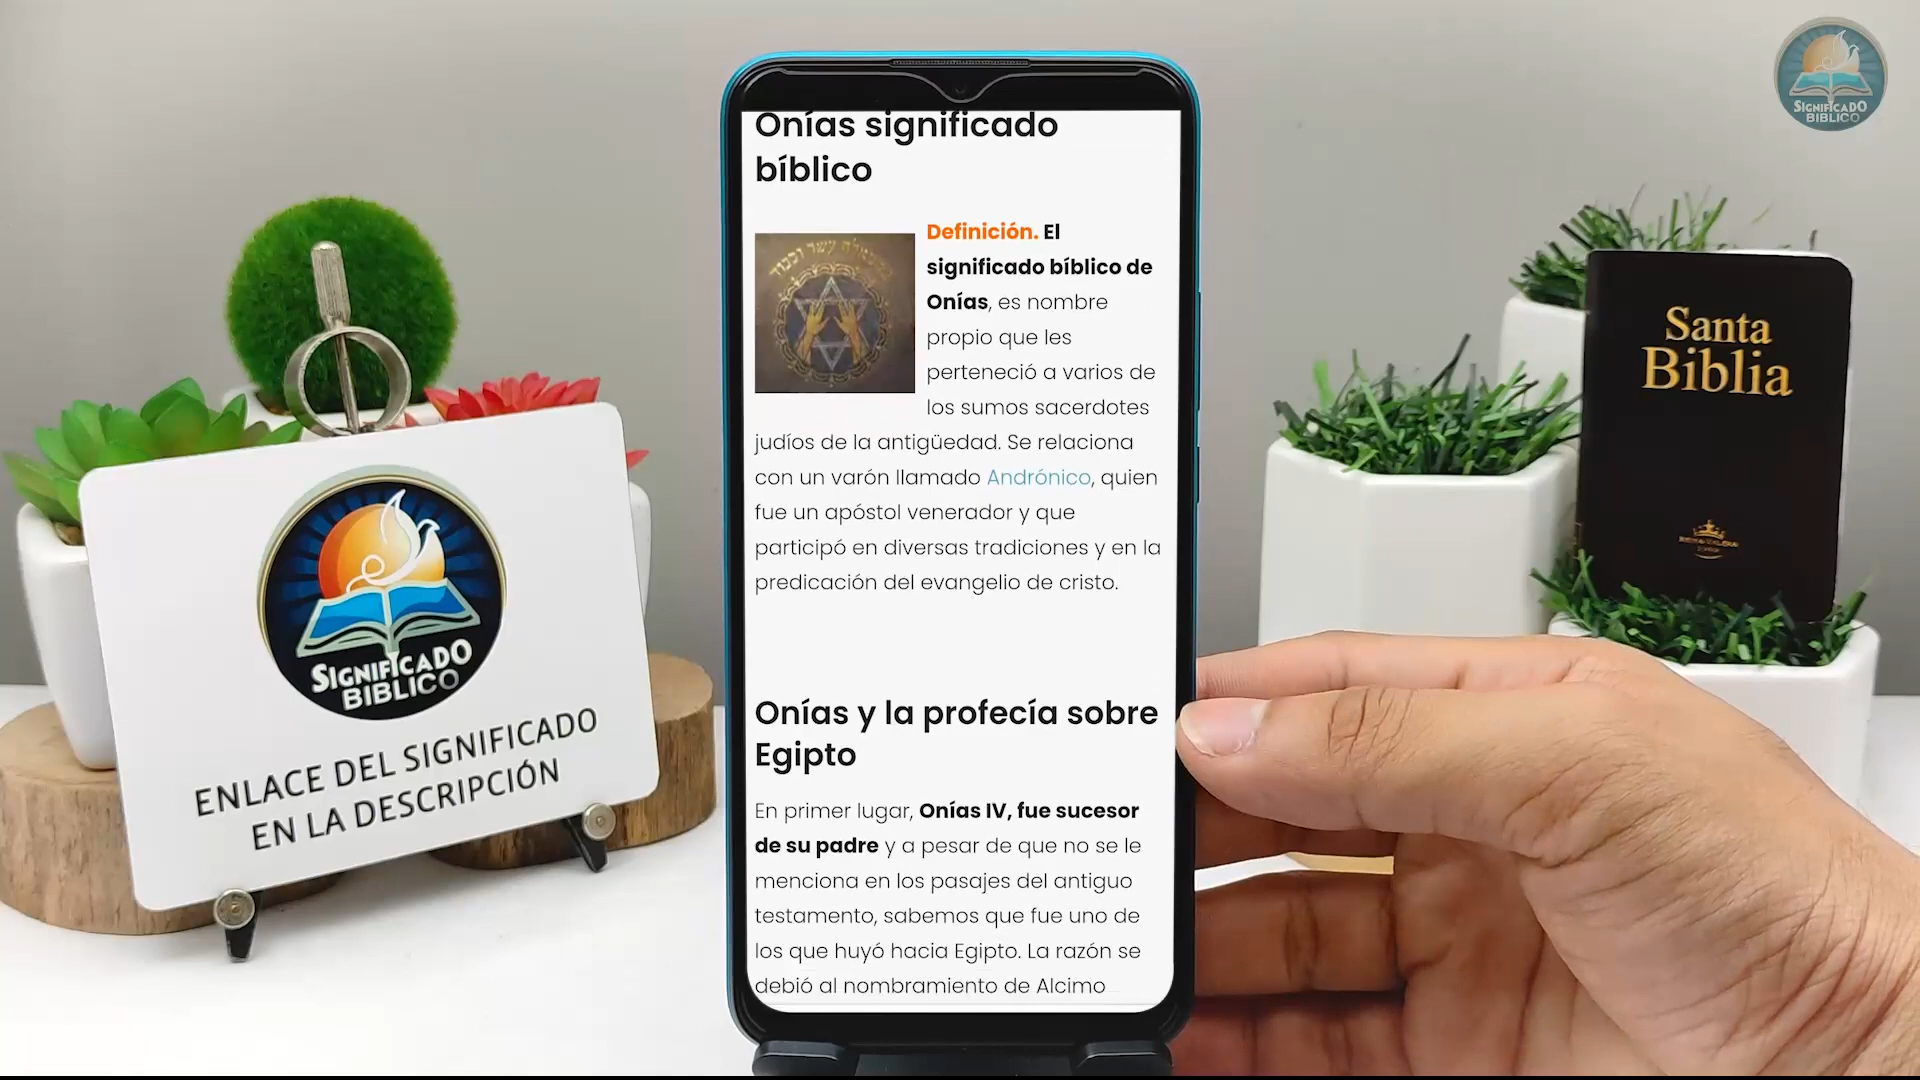 SIGNIFICADO
BIBLICO
Onías significado
bíblico
Definición. El
significado bíblico de
Onías, es nombre
propio que les
perteneció a varios de
los sumos sacerdotes
judíos de la antigüedad. Se relaciona
con un varón llamado Andrónico, quien
fue un apóstol venerador y que
participó en diversas tradiciones y en la
predicación del evangelio de cristo.
Onías y la profecía sobre
Egipto
En primer lugar, Onías IV, fue sucesor
de su padre y a pesar de que no se le
menciona en los pasajes del antiguo
testamento, sabemos que fue uno de
los que huyó hacia Egipto. La razón se
debió al nombramiento de Alcimo
SIGNIFICADO
BIBLICO
ENLACE DEL SIGNIFICADO
EN LA DESCRIPCIÓN
Santa
Biblia